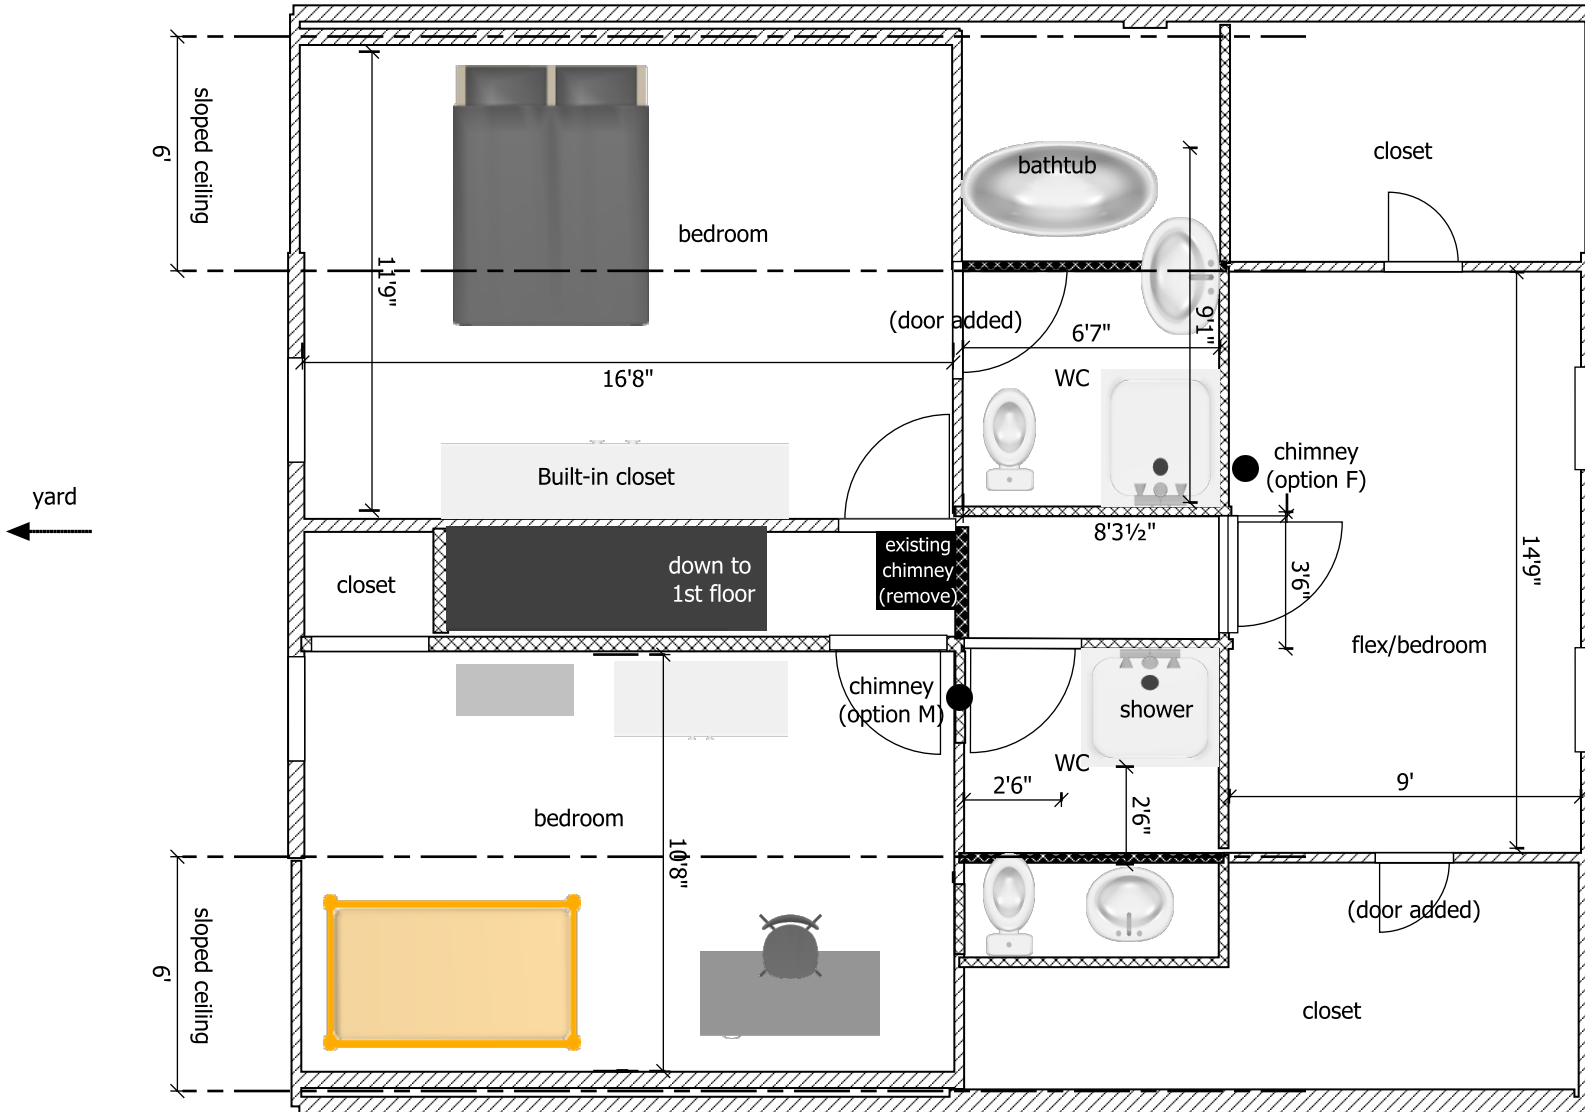 sloped ceiling
6'
11'9"
bedroom
bathtub
closet
(door added)
6'7"
9'1"
16'8"
WC
Built-in closet
chimney
(option F)
yard
8'3½"
existing
chimney
(remove)
down to
1st floor
closet
3'6"
14'9"
flex/bedroom
chimney
(option M)
shower
WC
2'6"
2'6"
9'
bedroom
10'8"
sloped ceiling
6'
(door added)
closet